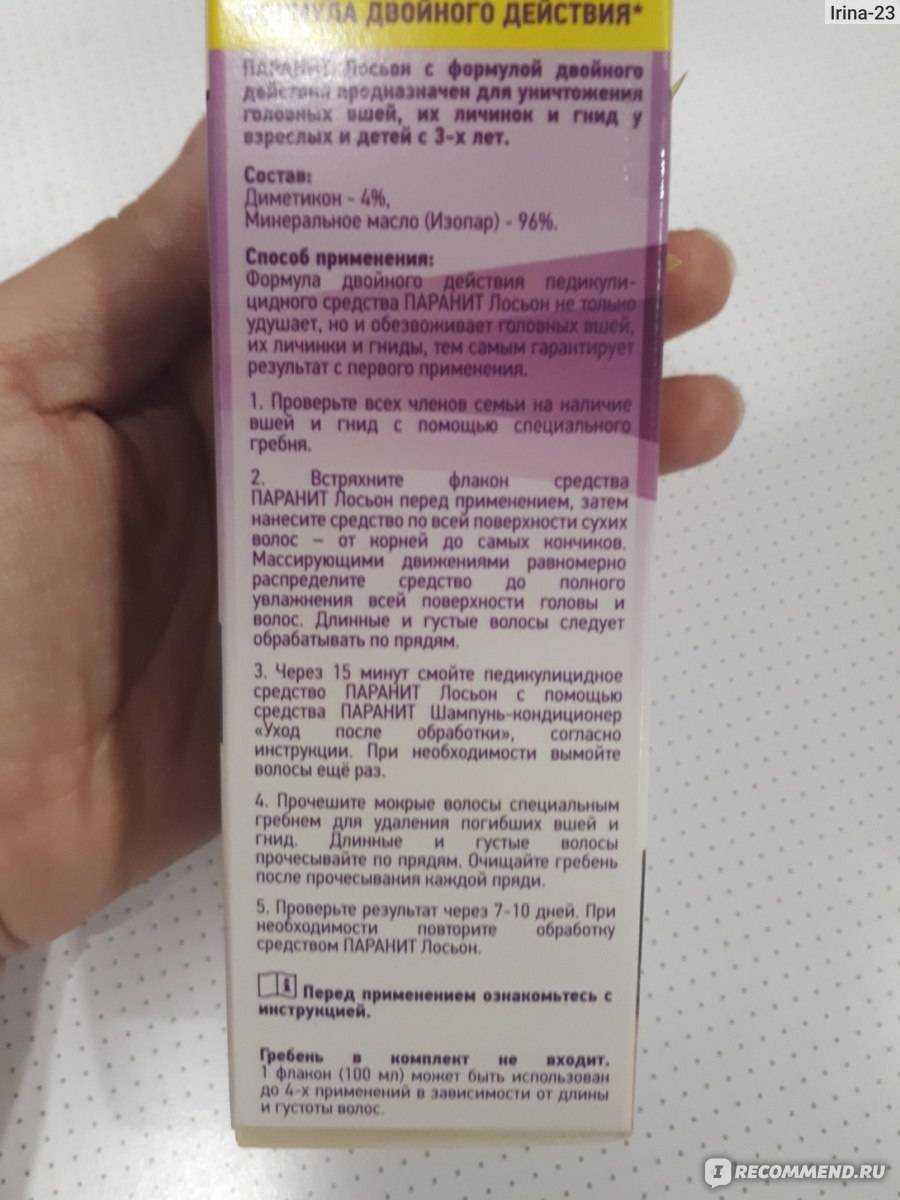 Irina-23
ФОРМУЛА ДВОЙНОГО ДЕЙСТВИЯ*
ПАРАНИТ Лосьон с формулой двойного
действия предназначен для уничтожения
головных вшей, их личинок и гнид у
взрослых и детей с 3-х лет.
Состав:
Диметикон - 4%,
Минеральное масло (Изопар) - 96%.
Способ применения:
Формула двойного действия педикули-
цидного средства ПАРАНИТ Лосьон не только
удушает, но и обезвоживает головных вшей,
их личинки и гниды, тем самым гарантирует
результат с первого применения.
1. Проверьте всех членов семьи на наличие
вшей и гнид с помощью специального
гребня.
2. Встряхните флакон средства
ПАРАНИТ Лосьон перед применением, затем
нанесите средство по всей поверхности сухих
волос – от корней до самых кончиков.
Массирующими движениями равномерно
распределите средство до полного
увлажнения всей поверхности головы и
волос. Длинные и густые волосы следует
обрабатывать по прядям.
3. Через 15 минут смойте педикулицидное
средство ПАРАНИТ Лосьон с помощью
средства ПАРАНИТ Шампунь-кондиционер
«Уход после обработки», согласно
инструкции. При необходимости вымойте
волосы ещё раз.
4. Прочешите мокрые волосы специальным
гребнем для удаления погибших вшей и
гнид. Длинные и густые волосы
прочесывайте по прядям. Очищайте гребень
после прочесывания каждой пряди.
5. Проверьте результат через 7-10 дней. При
необходимости повторите обработку
средством ПАРАНИТ Лосьон.
Перед применением ознакомьтесь с
инструкцией.
Гребень в комплект не входит.
1 флакон (100 мл) может быть использован
до 4-х применений в зависимости от длины
и густоты волос.
IRECOMMEND.RU